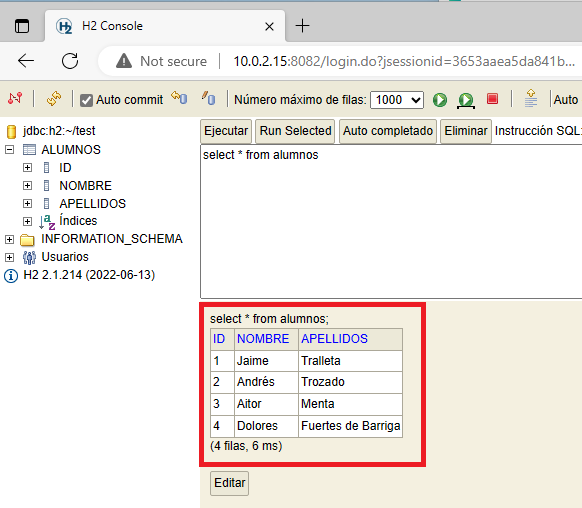 H2 Console
Not secure 10.0.2.15:8082/login.do?jsessionid=3653aaea5da841b...
Auto commit Número máximo de filas: 1000 Auto
jdbc:h2:~/test
ALUMNOS
ID
NOMBRE
APELLIDOS
Índices
INFORMATION_SCHEMA
Usuarios
H2 2.1.214 (2022-06-13)
Ejecutar Run Selected Auto completado Eliminar Instrucción SQL:
select * from alumnos
select * from alumnos;
ID NOMBRE APELLIDOS
1 Jaime Tralleta
2 Andrés Trozado
3 Aitor Menta
4 Dolores Fuertes de Barriga
(4 filas, 6 ms)
Editar